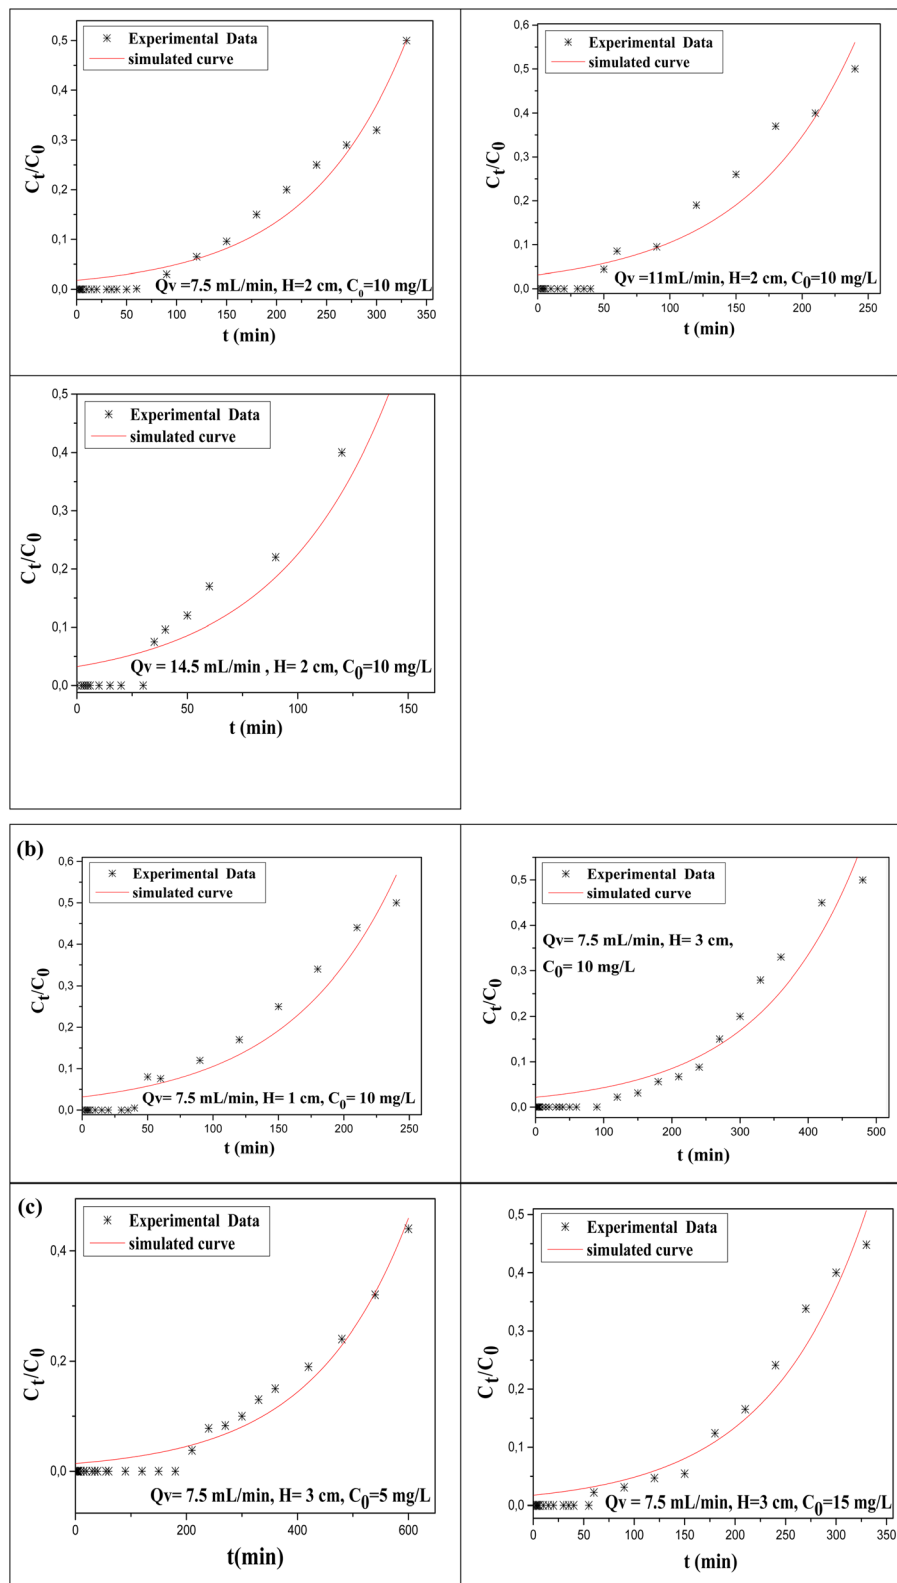 0,5
0,4
0,3
0,2
0,1
0,0
Ct/C0
Experimental Data
simulated curve
Qv =7.5 mL/min, H=2 cm, C0=10 mg/L
0 50 100 150 200 250 300 350
t (min)
0,6
0,5
0,4
0,3
0,2
0,1
0,0
Ct/C0
Experimental Data
simulated curve
Qv =11mL/min, H=2 cm, C0=10 mg/L
0 50 100 150 200 250
t (min)
0,5
0,4
0,3
0,2
0,1
0,0
Ct/C0
Experimental Data
simulated curve
Qv = 14.5 mL/min , H= 2 cm, C0=10 mg/L
0 50 100 150
t (min)
(b)
0,6
0,5
0,4
0,3
0,2
0,1
0,0
Ct/C0
Experimental Data
simulated curve
Qv= 7.5 mL/min, H= 1 cm, C0= 10 mg/L
0 50 100 150 200 250
t (min)
0,5
0,4
0,3
0,2
0,1
0,0
Ct/C0
Experimental Data
simulated curve
Qv= 7.5 mL/min, H= 3 cm,
C0= 10 mg/L
0 100 200 300 400 500
t (min)
(c)
0,4
0,2
0,0
Ct/C0
Experimental Data
simulated curve
Qv= 7.5 mL/min, H= 3 cm, C0=5 mg/L
0 200 400 600
t(min)
0,5
0,4
0,3
0,2
0,1
0,0
Ct/C0
Experimental Data
simulated curve
Qv = 7.5 mL/min, H=3 cm, C0=15 mg/L
0 50 100 150 200 250 300 350
t (min)